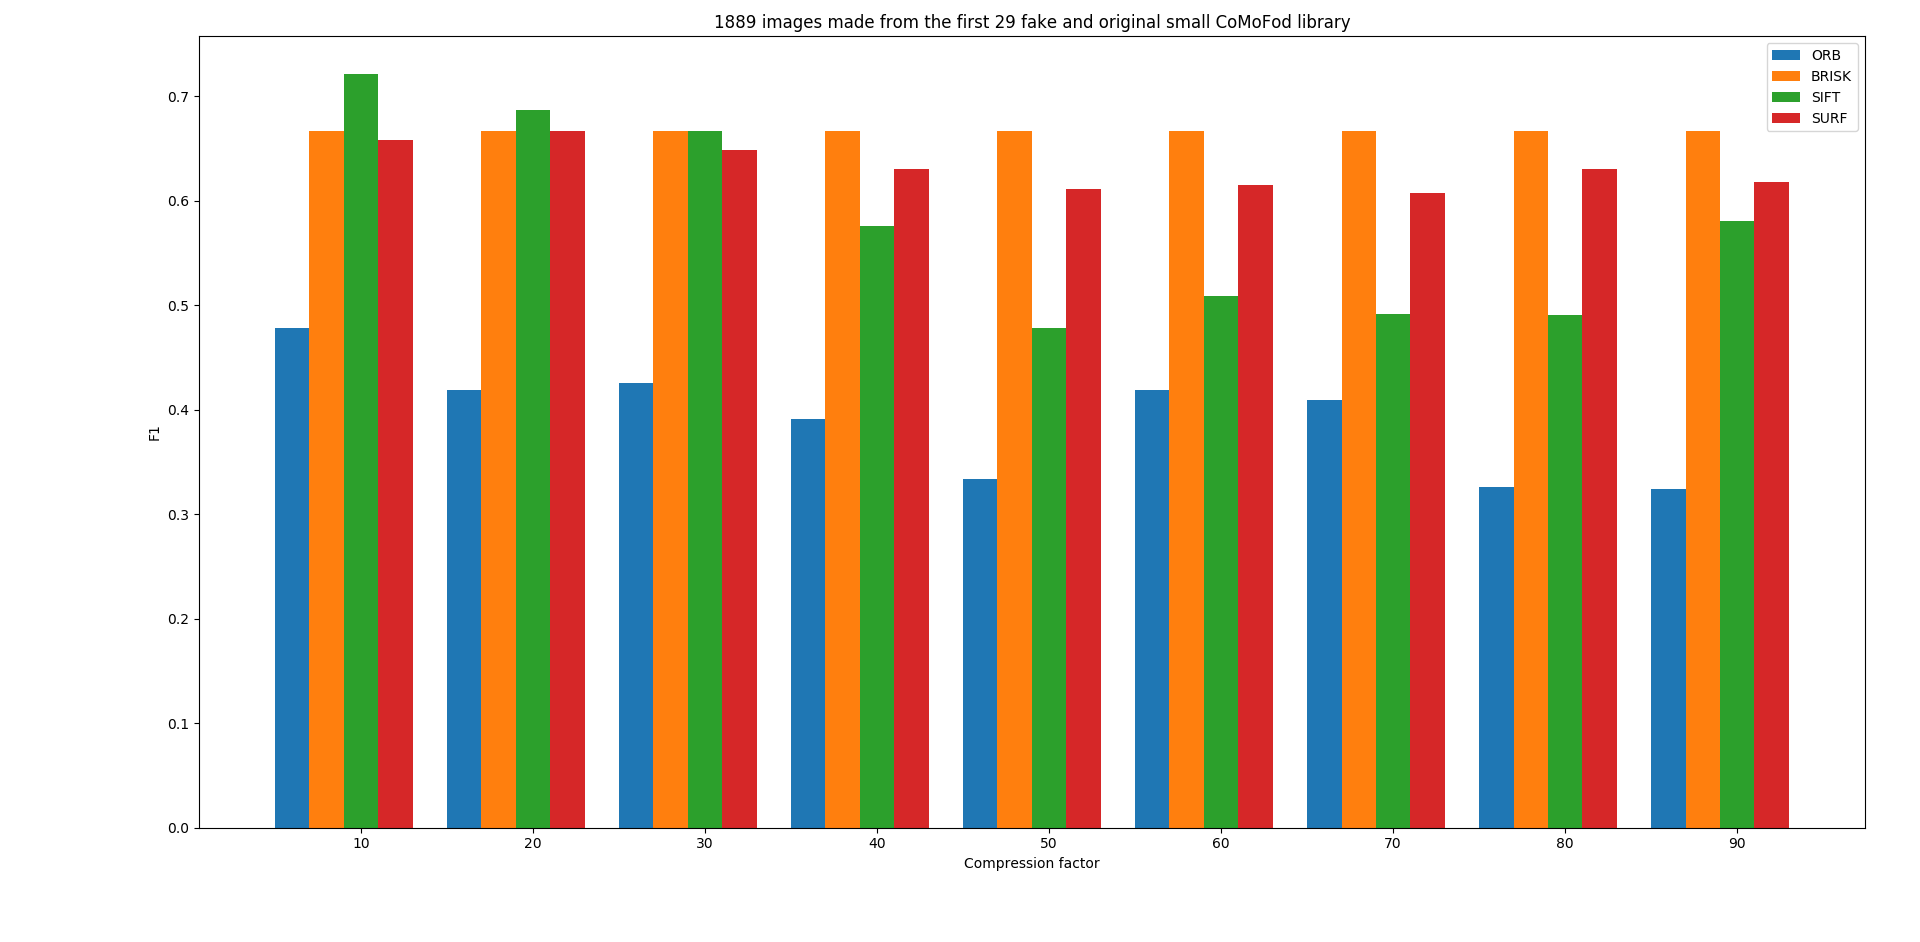 1889 images made from the first 29 fake and original small CoMoFod library
ORB
BRISK
SIFT
SURF
0.7
0.6
0.5
0.4
0.3
0.2
0.1
0.0
F1
10 20 30 40 50 60 70 80 90
Compression factor